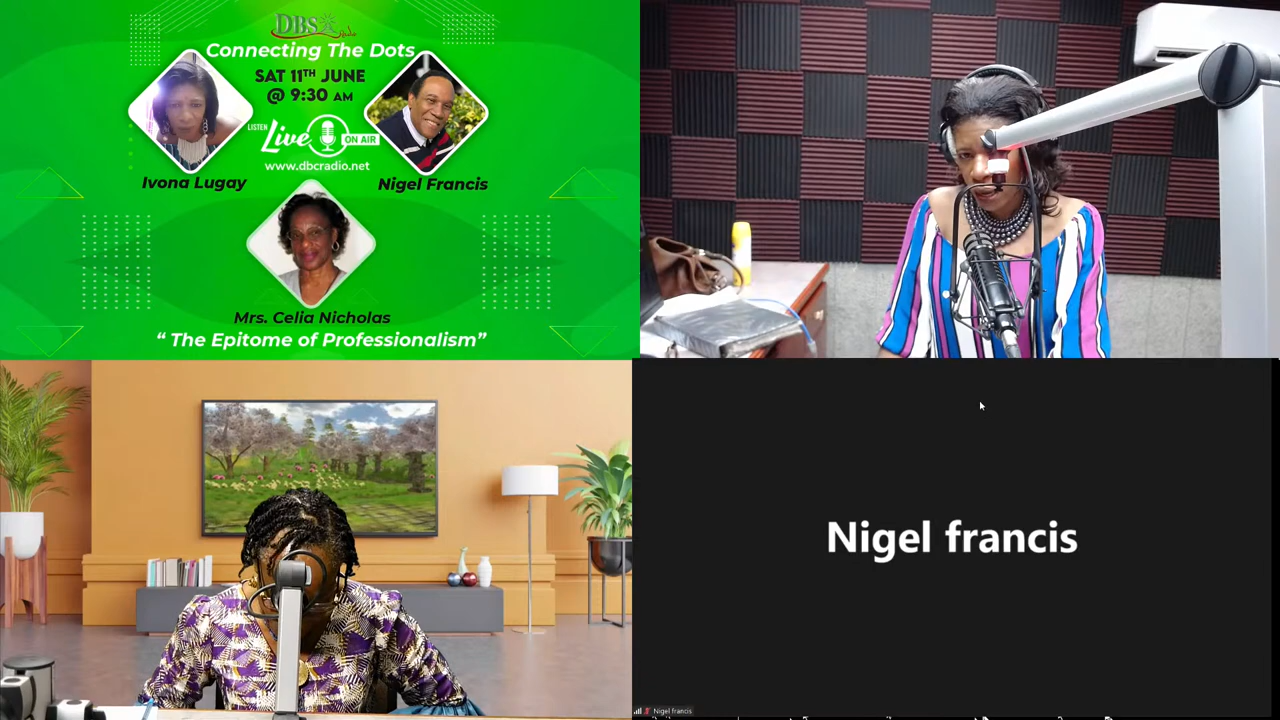 DBS
Radio
Connecting The Dots
SAT 11TH JUNE
@ 9:30 AM
LISTEN Live ON AIR
www.dbcradio.net
Ivona Lugay
Nigel Francis
Mrs. Celia Nicholas
“ The Epitome of Professionalism”
Nigel francis
Nigel francis